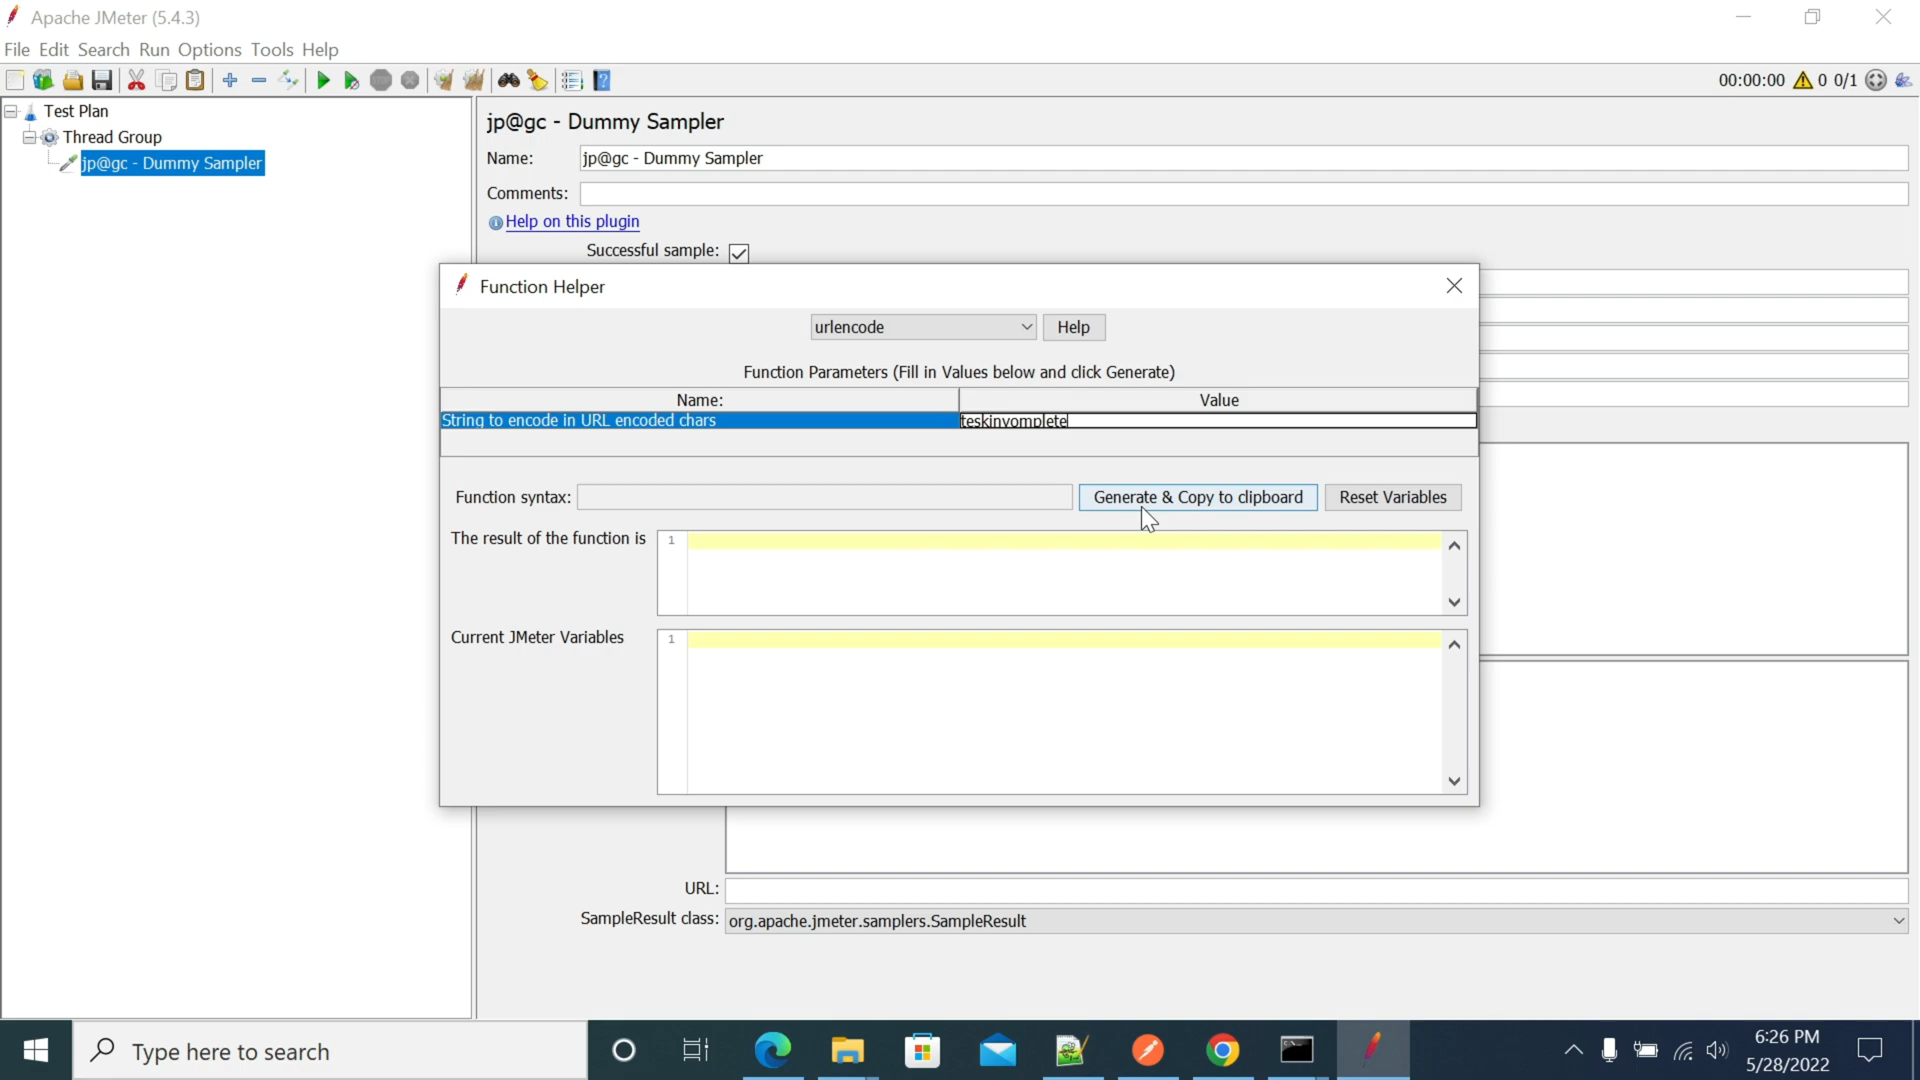 Apache JMeter (5.4.3)
File Edit Search Run Options Tools Help
00:00:00 0 0/1
Test Plan
Thread Group
jp@gc - Dummy Sampler
jp@gc - Dummy Sampler
Name: jp@gc - Dummy Sampler
Comments:
Help on this plugin
Successful sample:
Function Helper
urlencode Help
Function Parameters (Fill in Values below and click Generate)
Name: Value
String to encode in URL encoded chars teskinvomplete
Function syntax: Generate & Copy to clipboard Reset Variables
The result of the function is 1
Current JMeter Variables 1
URL:
SampleResult class: org.apache.jmeter.samplers.SampleResult
Type here to search
6:26 PM
5/28/2022